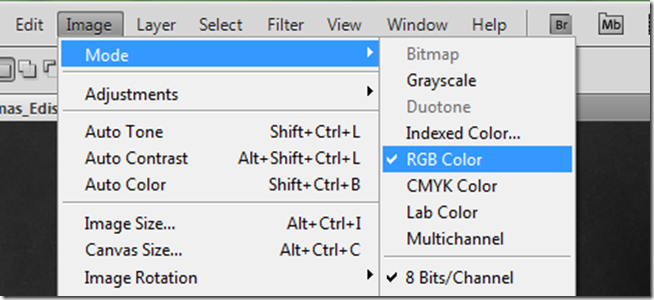 Edit Image Layer Select Filter View Window Help Br Mb
Mode
Adjustments
Auto Tone Shift+Ctrl+L
Auto Contrast Alt+Shift+Ctrl+L
Auto Color Shift+Ctrl+B
Image Size... Alt+Ctrl+I
Canvas Size... Alt+Ctrl+C
Image Rotation
Bitmap
Grayscale
Duotone
Indexed Color...
RGB Color
CMYK Color
Lab Color
Multichannel
8 Bits/Channel
nas_Edis